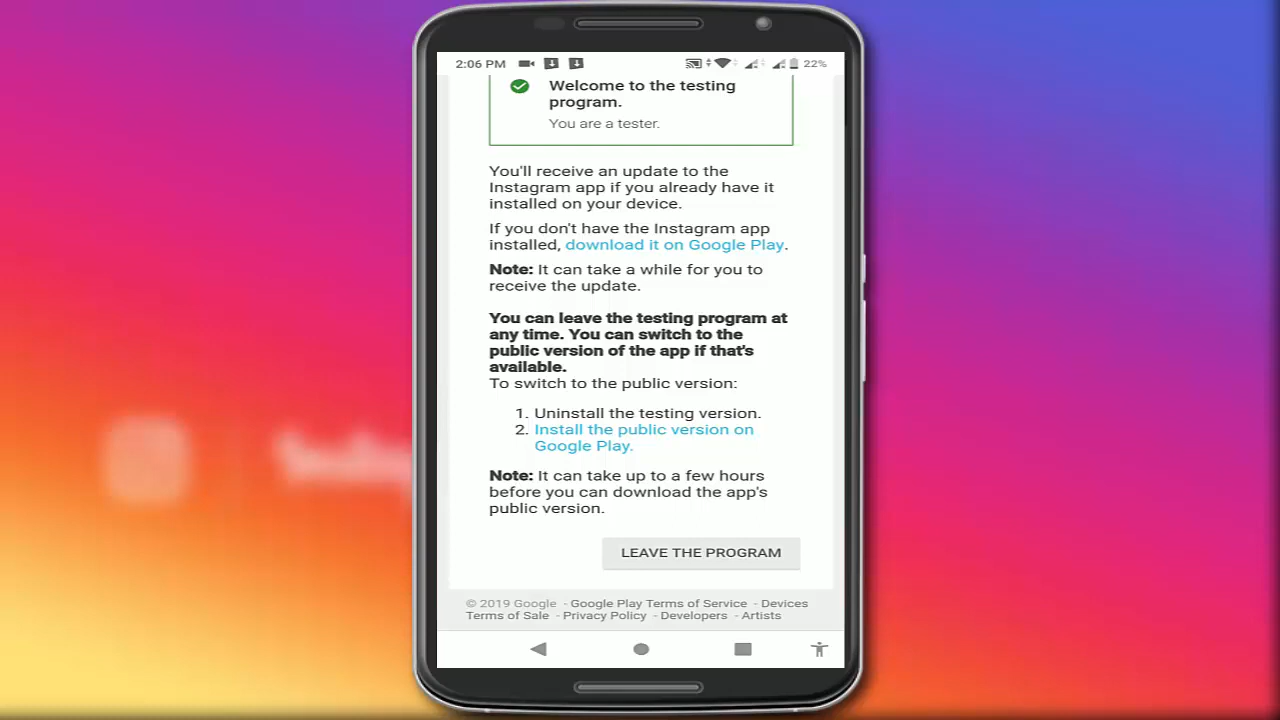 2:06 PM
22%
Welcome to the testing
program.
You are a tester.
You'll receive an update to the
Instagram app if you already have it
installed on your device.
If you don't have the Instagram app
installed, download it on Google Play.
Note: It can take a while for you to
receive the update.
You can leave the testing program at
any time. You can switch to the
public version of the app if that's
available.
To switch to the public version:
1. Uninstall the testing version.
2. Install the public version on
Google Play.
Note: It can take up to a few hours
before you can download the app's
public version.
LEAVE THE PROGRAM
© 2019 Google - Google Play Terms of Service - Devices
Terms of Sale - Privacy Policy - Developers - Artists